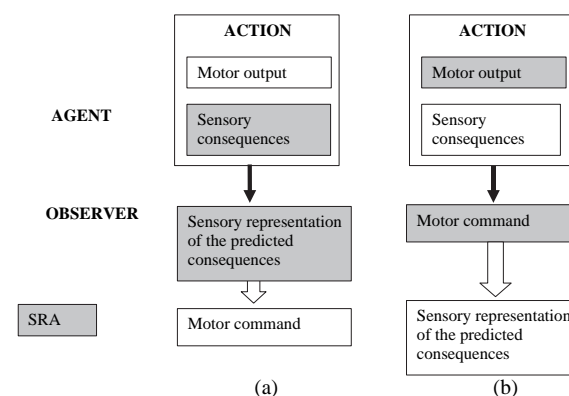 ACTION
Motor output
Sensory
consequences
AGENT
OBSERVER
Sensory representation
of the predicted
consequences
Motor command
SRA
(a)
ACTION
Motor output
Sensory
consequences
Motor command
Sensory representation
of the predicted
consequences
(b)